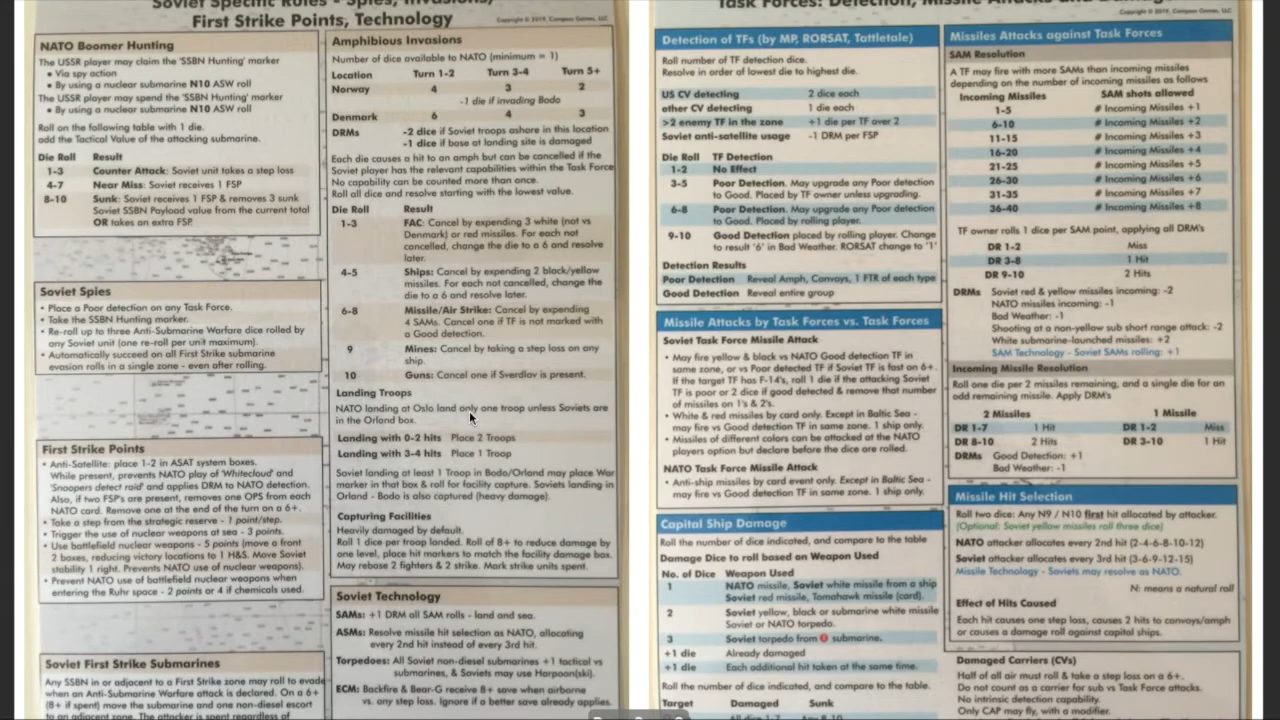 Soviet Specific Rules - Spies, Invasions,
First Strike Points, Technology
Copyright © 2019, Compass Games, LLC
NATO Boomer Hunting
The USSR player may claim the 'SSBN Hunting' marker
• Via spy action
• By using a nuclear submarine N10 ASW roll
The USSR player may spend the 'SSBN Hunting' marker
• By using a nuclear submarine N10 ASW roll
Roll on the following table with 1 die.
add the Tactical Value of the attacking submarine.
Die Roll Result
1-3 Counter Attack: Soviet unit takes a step loss
4-7 Near Miss: Soviet receives 1 FSP
8-10 Sunk: Soviet receives 1 FSP & removes 3 sunk
Soviet SSBN Payload value from the current total
OR takes an extra FSP.
Soviet Spies
• Place a Poor detection on any Task Force.
• Take the SSBN Hunting marker.
• Re-roll up to three Anti-Submarine Warfare dice rolled by
any Soviet unit (one re-roll per unit maximum).
• Automatically succeed on all First Strike submarine
evasion rolls in a single zone - even after rolling.
First Strike Points
• Anti-Satellite: place 1-2 in ASAT system boxes.
While present, prevents NATO play of 'Whitecloud' and
'Snoopers detect raid' and applies DRM to NATO detection.
Also, if two FSP's are present, removes one OPS from each
NATO card. Remove one at the end of the turn on a 6+.
• Take a step from the strategic reserve - 1 point/step.
• Trigger the use of nuclear weapons at sea - 3 points.
• Use battlefield nuclear weapons - 5 points (move a front
2 boxes, reducing victory locations to 1 H&S. Move Soviet
stability 1 right. Prevents NATO use of nuclear weapons).
• Prevent NATO use of battlefield nuclear weapons when
entering the Ruhr space - 2 points or 4 if chemicals used.
Soviet First Strike Submarines
Any SSBN in or adjacent to a First Strike zone may roll to evade
when an Anti-Submarine Warfare attack is declared. On a 6+
(8+ if spent) move the submarine and one non-diesel escort
to an adjacent zone. The attacker is spent regardless of
Amphibious Invasions
Number of dice available to NATO (minimum = 1)
Location Turn 1-2 Turn 3-4 Turn 5+
Norway 4 3 2
-1 die if invading Bodo
Denmark 6 4 3
DRMs -2 dice if Soviet troops ashore in this location
-1 dice if base at landing site is damaged
Each die causes a hit to an amph but can be cancelled if the
Soviet player has the relevant capabilities within the Task Force
No capability can be counted more than once.
Roll all dice and resolve starting with the lowest value.
Die Roll Result
1-3 FAC: Cancel by expending 3 white (not vs
Denmark) or red missiles. For each not
cancelled, change the die to a 6 and resolve
later.
4-5 Ships: Cancel by expending 2 black/yellow
missiles. For each not cancelled, change the
die to a 6 and resolve later.
6-8 Missile/Air Strike: Cancel by expending
4 SAMs. Cancel one if TF is not marked with
a Good detection.
9 Mines: Cancel by taking a step loss on any
ship.
10 Guns: Cancel one if Sverdlov is present.
Landing Troops
NATO landing at Oslo land only one troop unless Soviets are
in the Orland box.
Landing with 0-2 hits Place 2 Troops
Landing with 3-4 hits Place 1 Troop
Soviet landing at least 1 Troop in Bodo/Orland may place War
marker in that box & roll for facility capture. Soviets landing in
Orland - Bodo is also captured (heavy damage).
Capturing Facilities
Heavily damaged by default.
Roll 1 dice per troop landed. Roll of 8+ to reduce damage by
one level, place hit markers to match the facility damage box.
May rebase 2 fighters & 2 strike. Mark strike units spent.
Soviet Technology
SAMs: +1 DRM all SAM rolls - land and sea.
ASMs: Resolve missile hit selection as NATO, allocating
every 2nd hit instead of every 3rd hit.
Torpedoes: All Soviet non-diesel submarines +1 tactical vs
submarines, & Soviets may use Harpoon(ski).
ECM: Backfire & Bear-G receive 8+ save when airborne
vs. any step loss. Ignore if a better save already applies.
Task Forces: Detection, Missile Attacks and Damage
Copyright © 2019, Compass Games, LLC
Detection of TFs (by MP, RORSAT, Tattletale)
Roll number of TF detection dice.
Resolve in order of lowest die to highest die.
US CV detecting 2 dice each
other CV detecting 1 die each
>2 enemy TF in the zone +1 die per TF over 2
Soviet anti-satellite usage -1 DRM per FSP
Die Roll TF Detection
1-2 No Effect
3-5 Poor Detection. May upgrade any Poor detection
to Good. Placed by TF owner unless upgrading.
6-8 Poor Detection. May upgrade any Poor detection
to Good. Placed by rolling player.
9-10 Good Detection placed by rolling player. Change
to result '6' in Bad Weather. RORSAT change to '1'
Detection Results
Poor Detection Reveal Amph, Convoys, 1 FTR of each type
Good Detection Reveal entire group
Missile Attacks by Task Forces vs. Task Forces
Soviet Task Force Missile Attack
• May fire yellow & black vs NATO Good detection TF in
same zone, or vs Poor detected TF if Soviet TF is fast on 6+.
If the target TF has F-14's, roll 1 die if the attacking Soviet
TF is poor or 2 dice if good detected & remove that number
of missiles on 1's & 2's.
• White & red missiles by card only. Except in Baltic Sea -
may fire vs Good detection TF in same zone. 1 ship only.
• Missiles of different colors can be attacked at the NATO
players option but declare before the dice are rolled.
NATO Task Force Missile Attack
• Anti-ship missiles by card event only. Except in Baltic Sea -
may fire vs Good detection TF in same zone. 1 ship only.
Capital Ship Damage
Roll the number of dice indicated, and compare to the table
Damage Dice to roll based on Weapon Used
No. of Dice Weapon Used
1 NATO missile, Soviet white missile from a ship
Soviet red missile, Tomahawk missile (card).
2 Soviet yellow, black or submarine white missile
Soviet or NATO torpedo.
3 Soviet torpedo from submarine.
+1 die Already damaged
+1 die Each additional hit taken at the same time.
Roll the number of dice indicated, and compare to the table.
Target Damaged Sunk
Missiles Attacks against Task Forces
SAM Resolution
A TF may fire with more SAMs than incoming missiles
depending on the number of incoming missiles as follows
Incoming Missiles SAM shots allowed
1-5 # Incoming Missiles +1
6-10 # Incoming Missiles +2
11-15 # Incoming Missiles +3
16-20 # Incoming Missiles +4
21-25 # Incoming Missiles +5
26-30 # Incoming Missiles +6
31-35 # Incoming Missiles +7
36-40 # Incoming Missiles +8
TF owner rolls 1 dice per SAM point, applying all DRM's
DR 1-2 Miss
DR 3-8 1 Hit
DR 9-10 2 Hits
DRMs Soviet red & yellow missiles incoming: -2
NATO missiles incoming: -1
Bad Weather: -1
Shooting at a non-yellow sub short range attack: -2
White submarine-launched missiles: +2
SAM Technology - Soviet SAMs rolling: +1
Incoming Missile Resolution
Roll one die per 2 missiles remaining, and a single die for an
odd remaining missile. Apply DRM's
2 Missiles 1 Missile
DR 1-7 1 Hit DR 1-2 Miss
DR 8-10 2 Hits DR 3-10 1 Hit
DRMs Good Detection: +1
Bad Weather: -1
Missile Hit Selection
Roll two dice: Any N9 / N10 first hit allocated by attacker.
(Optional: Soviet yellow missiles roll three dice)
NATO attacker allocates every 2nd hit (2-4-6-8-10-12)
Soviet attacker allocates every 3rd hit (3-6-9-12-15)
Missile Technology - Soviets may resolve as NATO.
N: means a natural roll
Effect of Hits Caused
Each hit causes one step loss, causes 2 hits to convoys/amph
or causes a damage roll against capital ships.
Damaged Carriers (CVs)
Half of all air must roll & take a step loss on a 6+.
Do not count as a carrier for sub vs Task Force attacks.
No intrinsic detection capability.
Only CAP may fly, with a modifier.